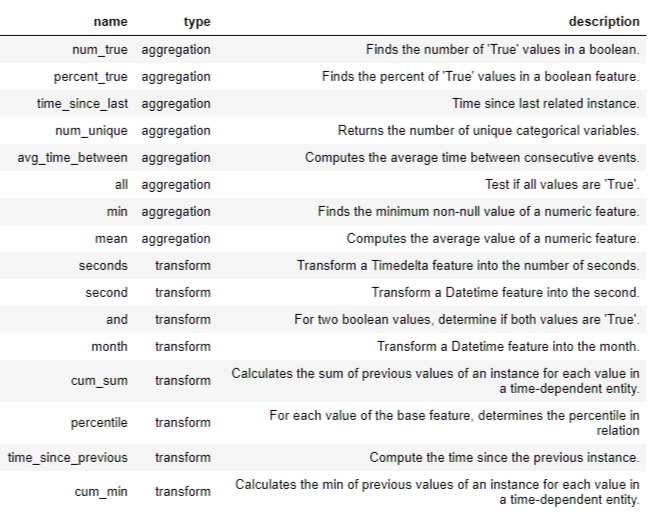 name type description
num_true aggregation Finds the number of 'True' values in a boolean.
percent_true aggregation Finds the percent of 'True' values in a boolean feature.
time_since_last aggregation Time since last related instance.
num_unique aggregation Returns the number of unique categorical variables.
avg_time_between aggregation Computes the average time between consecutive events.
all aggregation Test if all values are 'True'.
min aggregation Finds the minimum non-null value of a numeric feature.
mean aggregation Computes the average value of a numeric feature.
seconds transform Transform a Timedelta feature into the number of seconds.
second transform Transform a Datetime feature into the second.
and transform For two boolean values, determine if both values are 'True'.
month transform Transform a Datetime feature into the month.
cum_sum transform Calculates the sum of previous values of an instance for each value in
a time-dependent entity.
percentile transform For each value of the base feature, determines the percentile in
relation
time_since_previous transform Compute the time since the previous instance.
cum_min transform Calculates the min of previous values of an instance for each value in
a time-dependent entity.